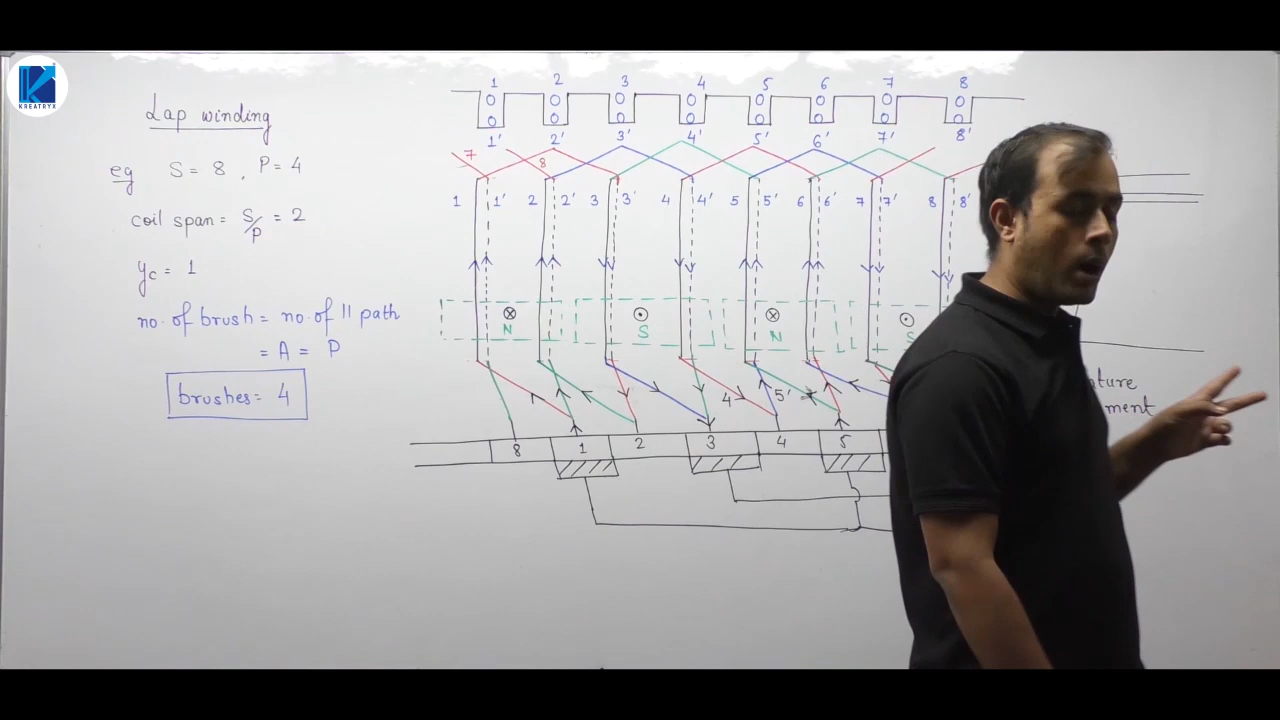 KREATRYX
Lap winding
eg S = 8 , P = 4
coil span = S/P = 2
yc = 1
no. of brush = no. of || path
= A = P
brushes = 4
1 2 3 4 5 6 7 8
1' 2' 3' 4' 5' 6' 7' 8'
7 8
1 1' 2 2' 3 3' 4 4' 5 5' 6 6' 7 7' 8 8'
N S N S
4 5'
8 1 2 3 4 5
ture
ment